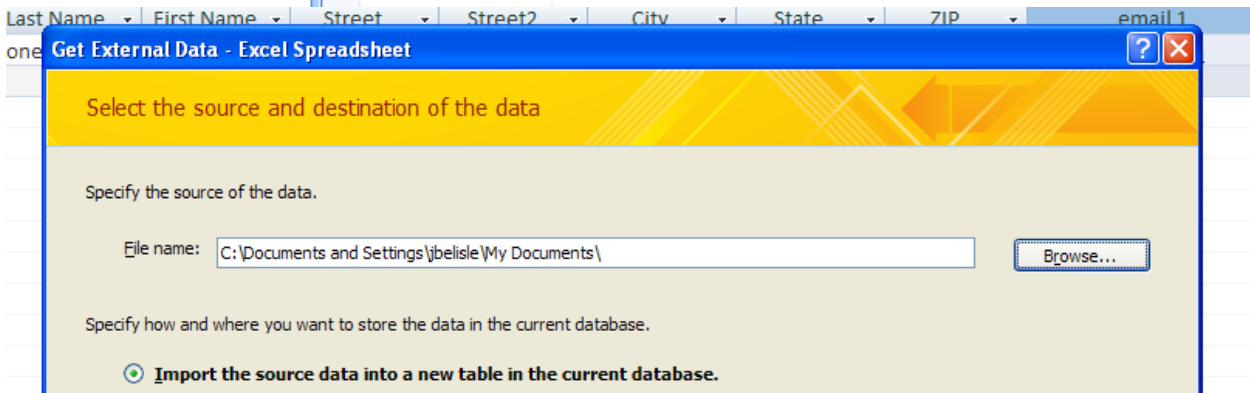 Last Name First Name Street Street2 City State ZIP email 1
one
Get External Data - Excel Spreadsheet
Select the source and destination of the data
Specify the source of the data.
File name: C:\Documents and Settings\jbelisle\My Documents\ Browse...
Specify how and where you want to store the data in the current database.
Import the source data into a new table in the current database.